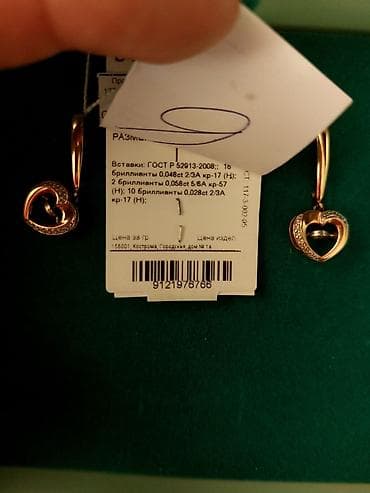 РАЗМ
Вставки: ГОСТ Р 52913-2008;; 16
бриллианты 0,048ct 2/3А кр-17 (Н);
2 бриллианты 0,058ct 5/6А кр-57
(Н); 10 бриллианты 0,028ct 2/3А
кр-17 (Н);
Цена за гр
Цена издел
156001, Кострома, Городская, дом № 1а
9121976766